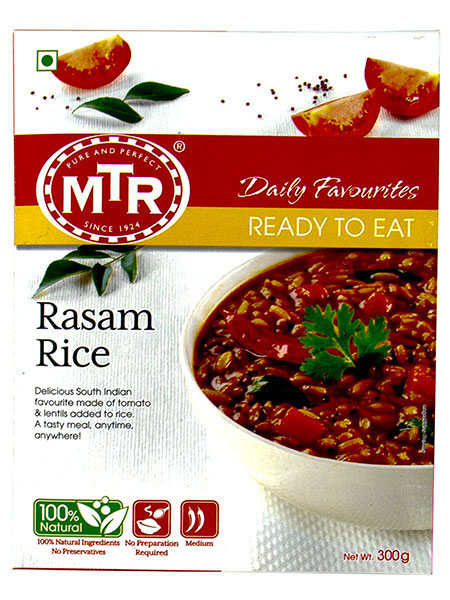 PURE AND PERFECT
MTR®
SINCE 1924
Daily Favourites
READY TO EAT
Rasam
Rice
Delicious South Indian
favourite made of tomato
& lentils added to rice.
A tasty meal, anytime,
anywhere!
100%
Natural
100% Natural Ingredients
No Preservatives
No Preparation
Required
Medium
Net Wt. 300g